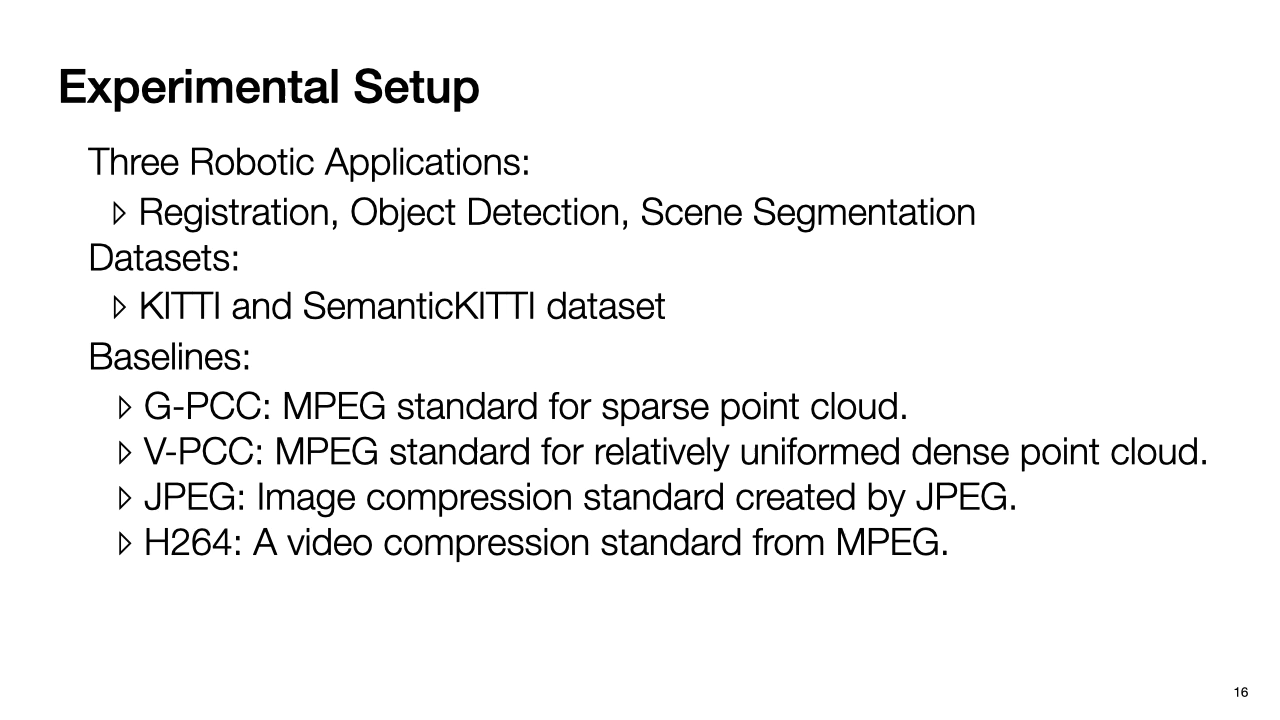 Experimental Setup
Three Robotic Applications:
▹ Registration, Object Detection, Scene Segmentation
Datasets:
▹ KITTI and SemanticKITTI dataset
Baselines:
▹ G-PCC: MPEG standard for sparse point cloud.
▹ V-PCC: MPEG standard for relatively uniformed dense point cloud.
▹ JPEG: Image compression standard created by JPEG.
▹ H264: A video compression standard from MPEG.
16